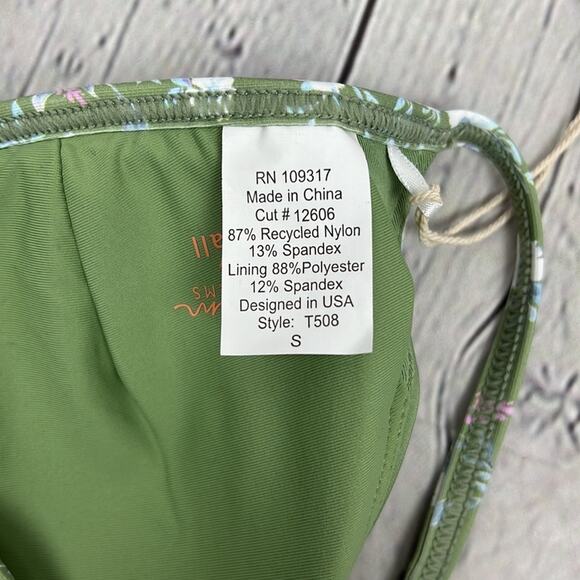 RN 109317
Made in China
Cut # 12606
87% Recycled Nylon
13% Spandex
Lining 88%Polyester
12% Spandex
Designed in USA
Style: T508
S
all